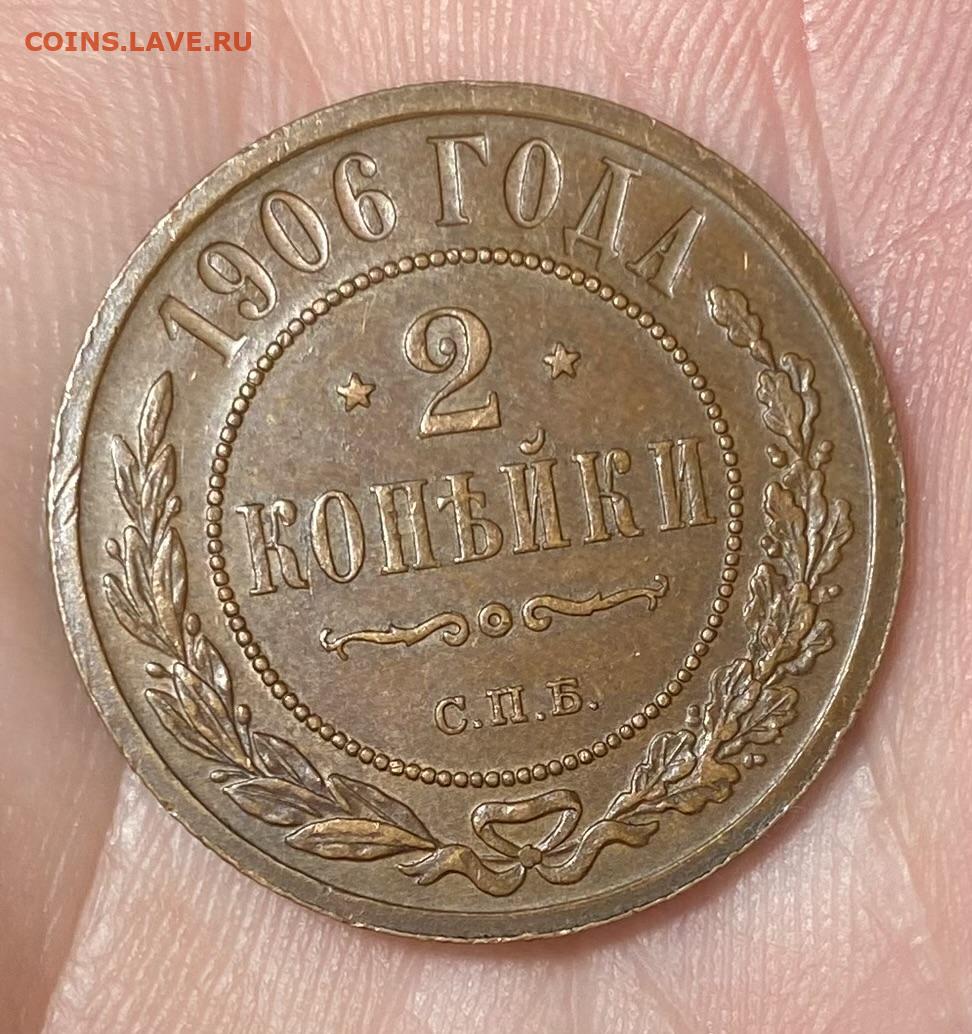 COINS.LAVE.RU
1906 ГОДА
2
КОПѢЙКИ
С.П.Б.